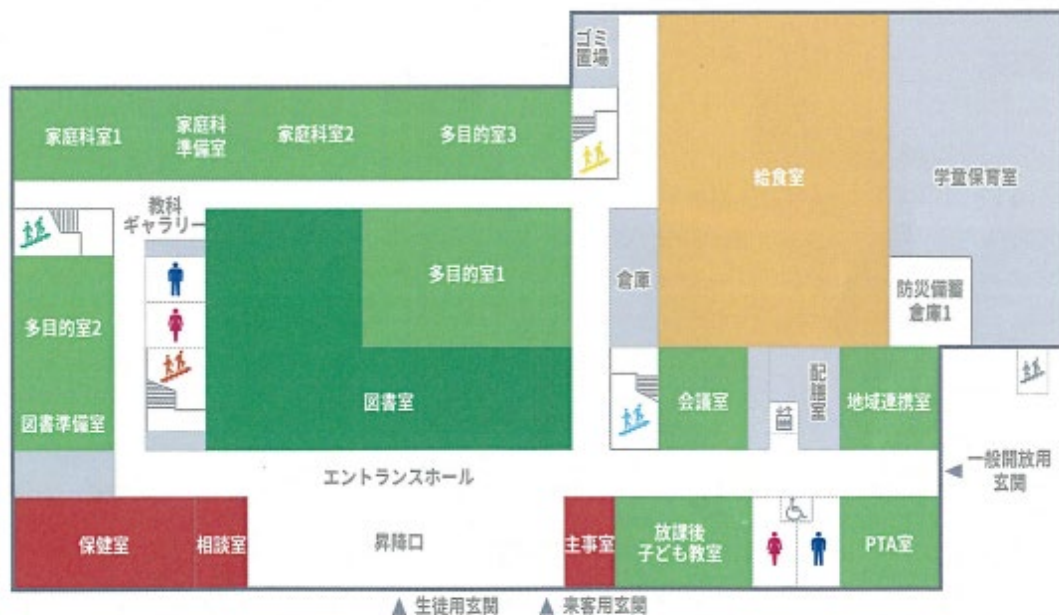 ゴミ
置場
家庭科室1
家庭科
準備室
家庭科室2
多目的室3
給食室
学童保育室
教科
ギャラリー
多目的室1
倉庫
防災備蓄
倉庫1
多目的室2
図書準備室
図書室
会議室
配膳室
地域連携室
エントランスホール
一般開放用
玄関
保健室
相談室
昇降口
主事室
放課後
子ども教室
PTA室
生徒用玄関
来客用玄関